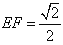 EF = √2/2